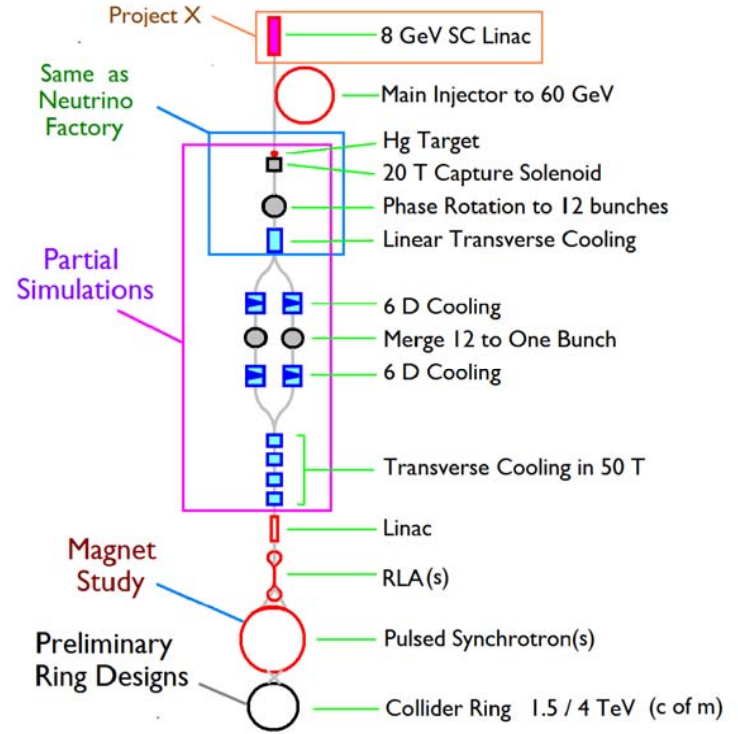 Project X
8 GeV SC Linac
Same as
Neutrino
Factory
Main Injector to 60 GeV
Hg Target
20 T Capture Solenoid
Phase Rotation to 12 bunches
Linear Transverse Cooling
Partial
Simulations
6 D Cooling
Merge 12 to One Bunch
6 D Cooling
Transverse Cooling in 50 T
Linac
Magnet
Study
RLA(s)
Pulsed Synchrotron(s)
Preliminary
Ring Designs
Collider Ring 1.5 / 4 TeV (c of m)